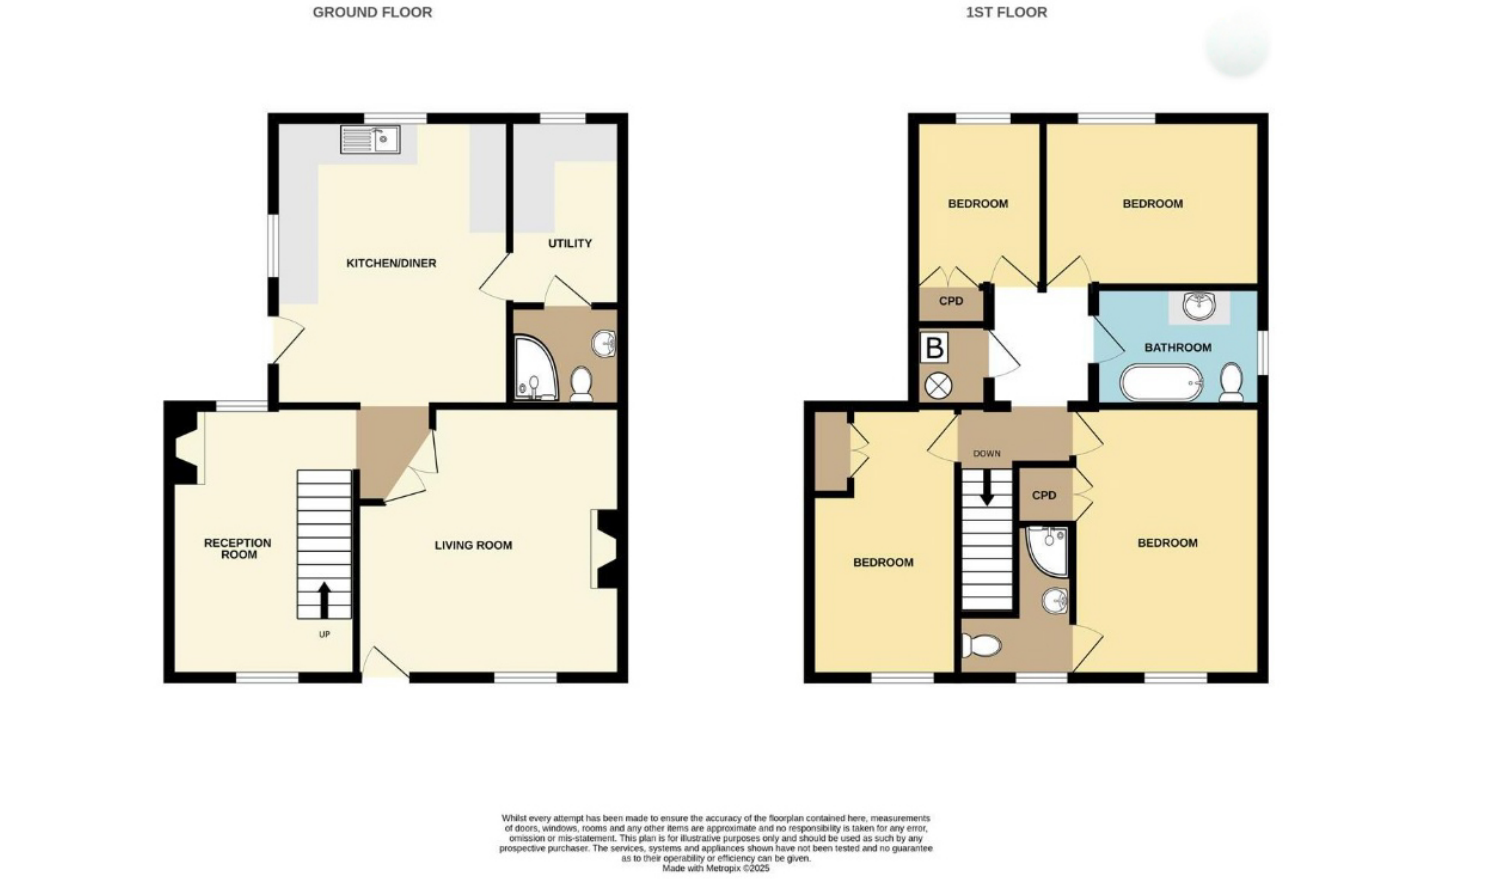 GROUND FLOOR
1ST FLOOR
KITCHEN/DINER
UTILITY
RECEPTION
ROOM
LIVING ROOM
UP
BEDROOM
BEDROOM
CPD
B
BATHROOM
DOWN
CPD
BEDROOM
BEDROOM
Whilst every attempt has been made to ensure the accuracy of the floorplan contained here, measurements
of doors, windows, rooms and any other items are approximate and no responsibility is taken for any error,
omission or mis-statement. This plan is for illustrative purposes only and should be used as such by any
prospective purchaser. The services, systems and appliances shown have not been tested and no guarantee
as to their operability or efficiency can be given.
Made with Metropix ©2025